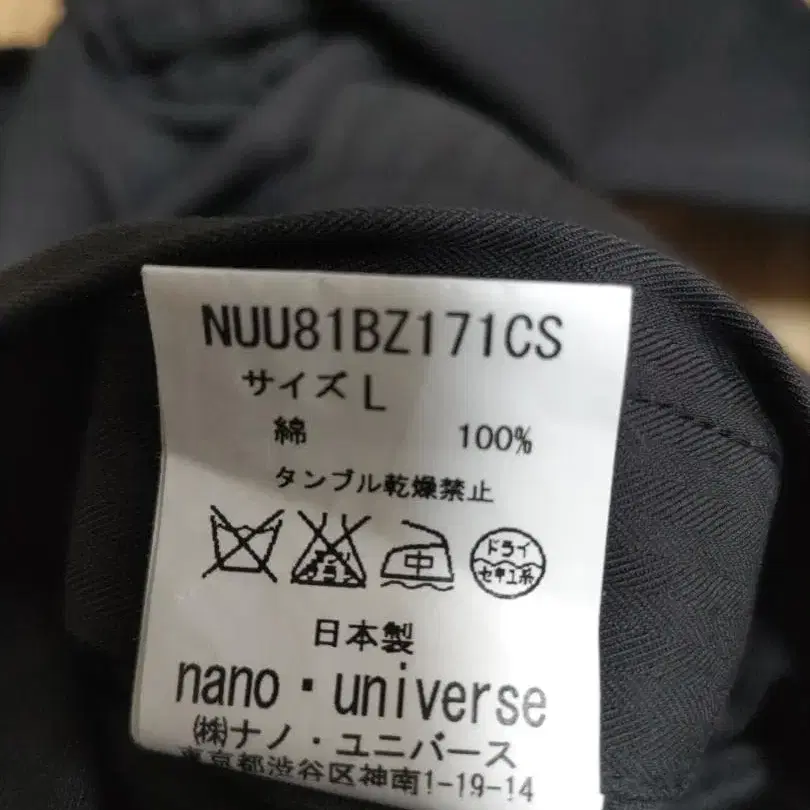 NUU81BZ171CS
サイズ L
綿 100%
タンブル乾燥禁止
中 ドライ
セキユ系
日本製
nano・universe
㈱ナノ・ユニバース
東京都渋谷区神南1-19-14